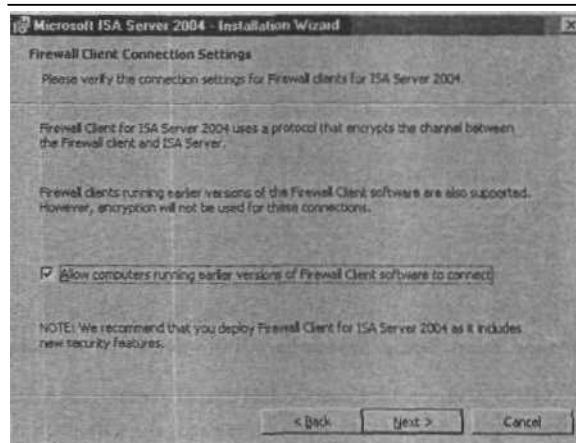 Microsoft ISA Server 2004 - Installation Wizard
Firewall Client Connection Settings
Please verify the connection settings for Firewall clients for ISA Server 2004.
Firewall Client for ISA Server 2004 uses a protocol that encrypts the channel between
the Firewall client and ISA Server.
Firewall clients running earlier versions of the Firewall Client software are also supported.
However, encryption will not be used for these connections.
Allow computers running earlier versions of Firewall Client software to connect
NOTE: We recommend that you deploy Firewall Client for ISA Server 2004 as it includes
new security features.
< Back Next > Cancel